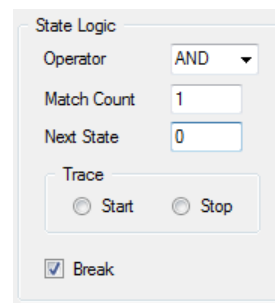 State Logic
Operator AND
Match Count 1
Next State 0
Trace
Start Stop
Break